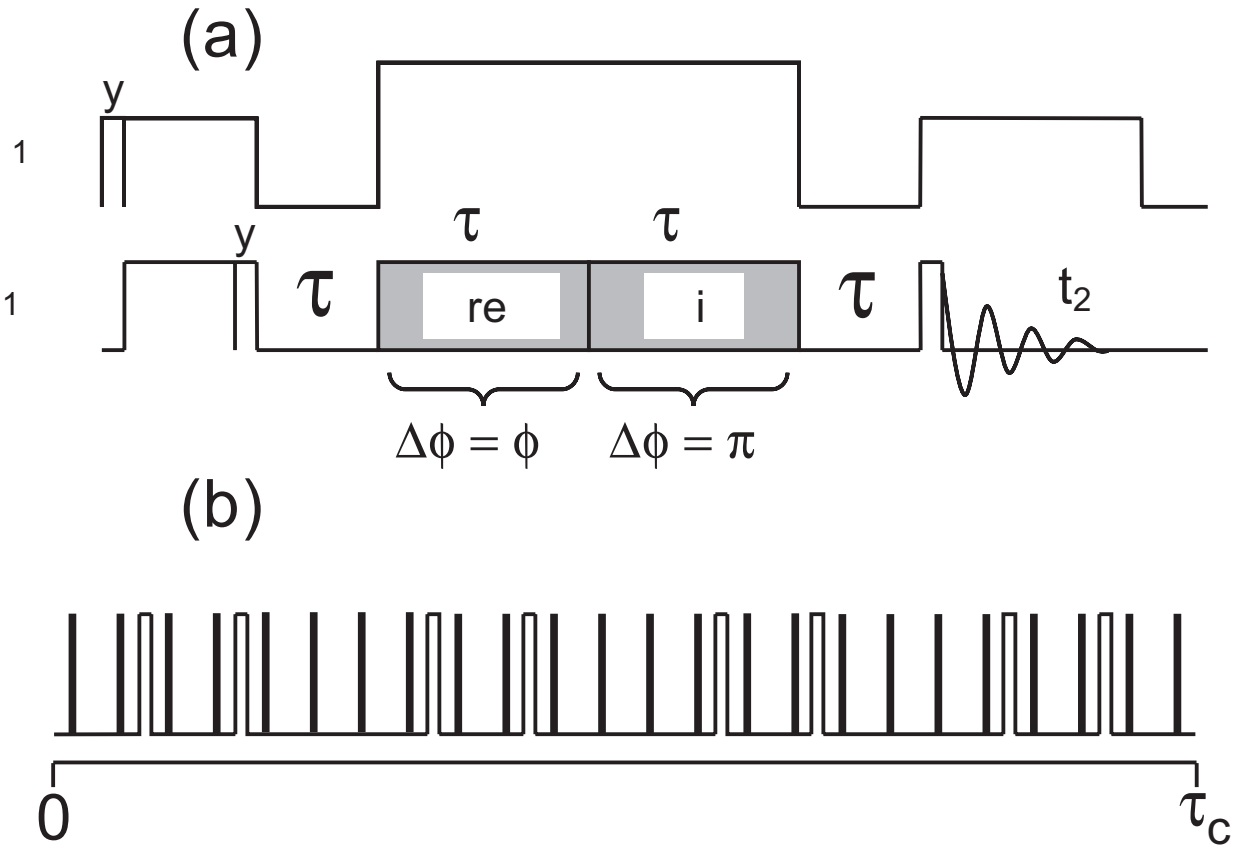 (a)
y
1
τ τ
y
1
τ re i τ t₂
Δϕ = ϕ Δϕ = π
(b)
0 τc